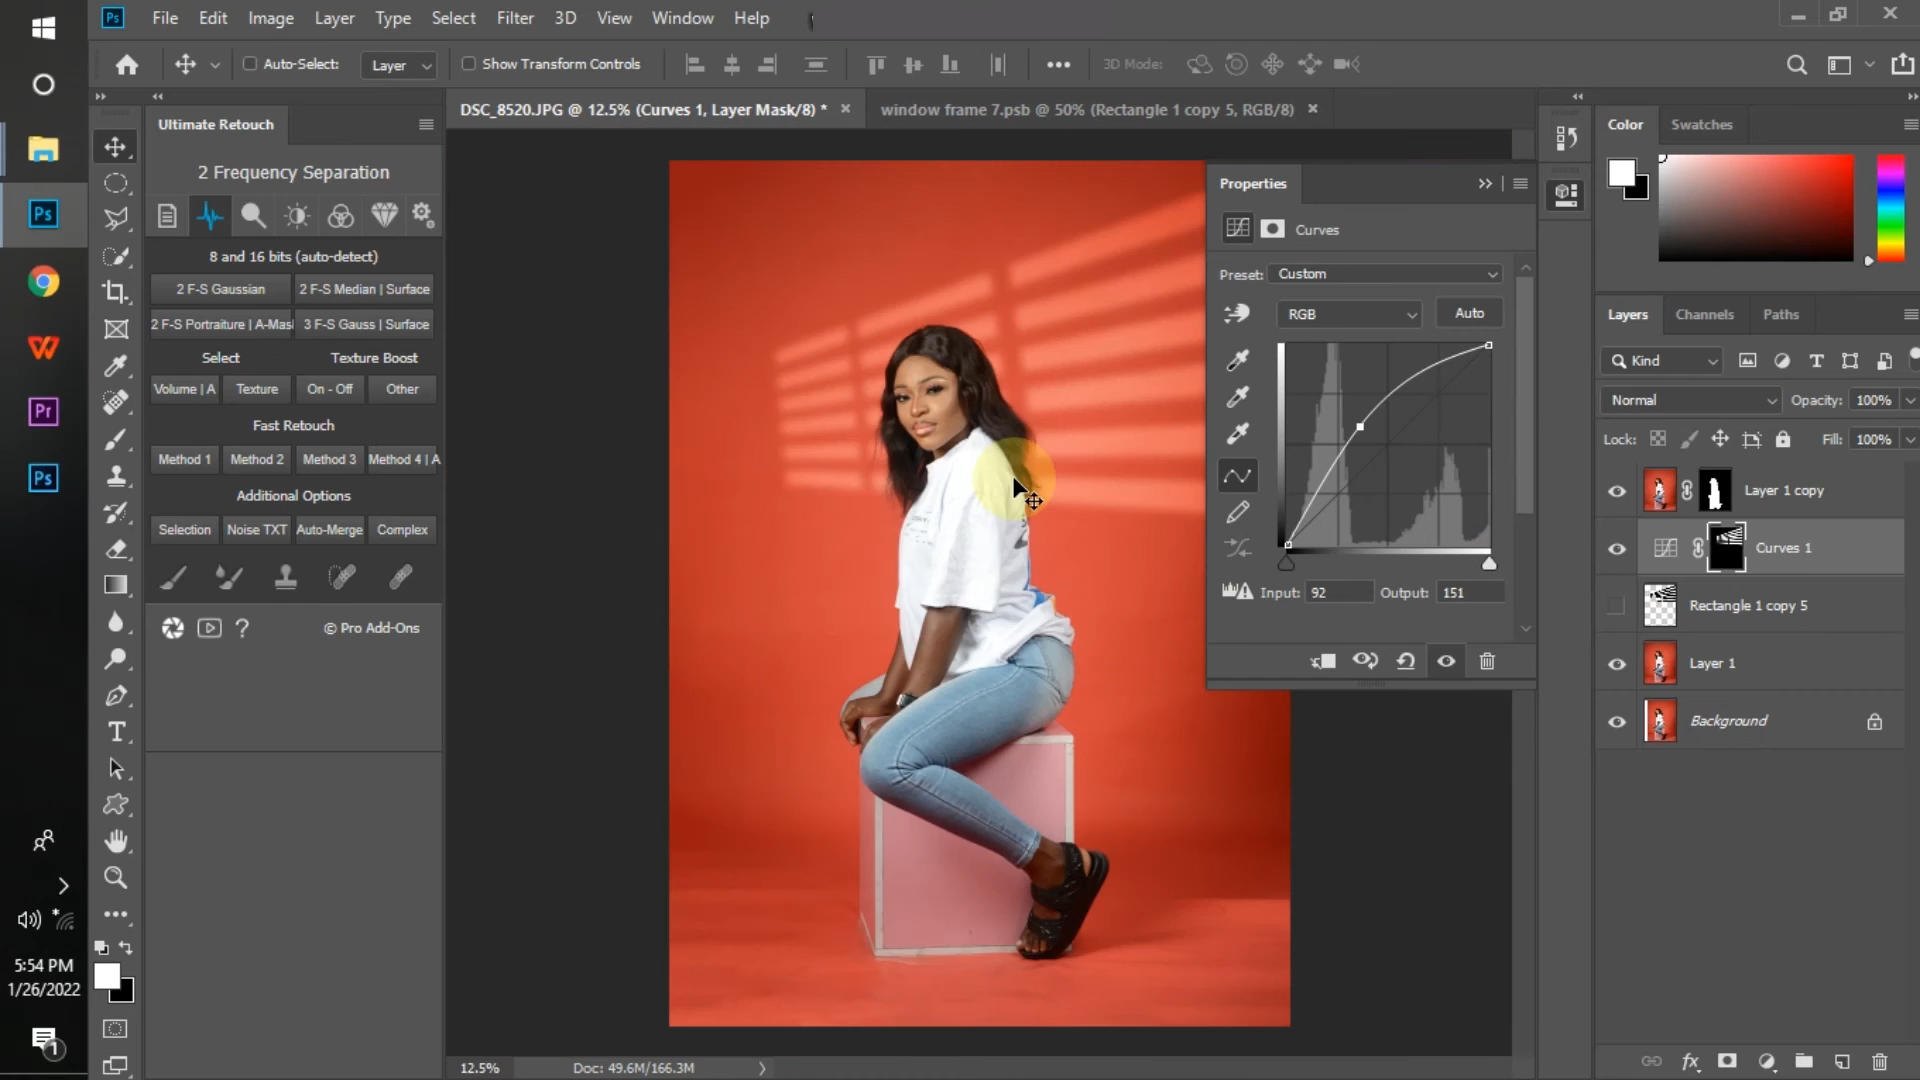 Ps File Edit Image Layer Type Select Filter 3D View Window Help
Auto-Select: Layer Show Transform Controls 3D Mode:
DSC_8520.JPG @ 12.5% (Curves 1, Layer Mask/8) * window frame 7.psb @ 50% (Rectangle 1 copy 5, RGB/8)
Ultimate Retouch
2 Frequency Separation
8 and 16 bits (auto-detect)
2 F-S Gaussian 2 F-S Median | Surface
2 F-S Portraiture | A-Mas 3 F-S Gauss | Surface
Select Texture Boost
Volume | A Texture On - Off Other
Fast Retouch
Method 1 Method 2 Method 3 Method 4 | A
Additional Options
Selection Noise TXT Auto-Merge Complex
? © Pro Add-Ons
Properties
Curves
Preset: Custom
RGB Auto
Input: 92 Output: 151
Color Swatches
Layers Channels Paths
Kind
Normal Opacity: 100%
Lock: Fill: 100%
Layer 1 copy
Curves 1
Rectangle 1 copy 5
Layer 1
Background
fx
Ps
W
Pr
Ps
T
5:54 PM
1/26/2022
1
12.5% Doc: 49.6M/166.3M